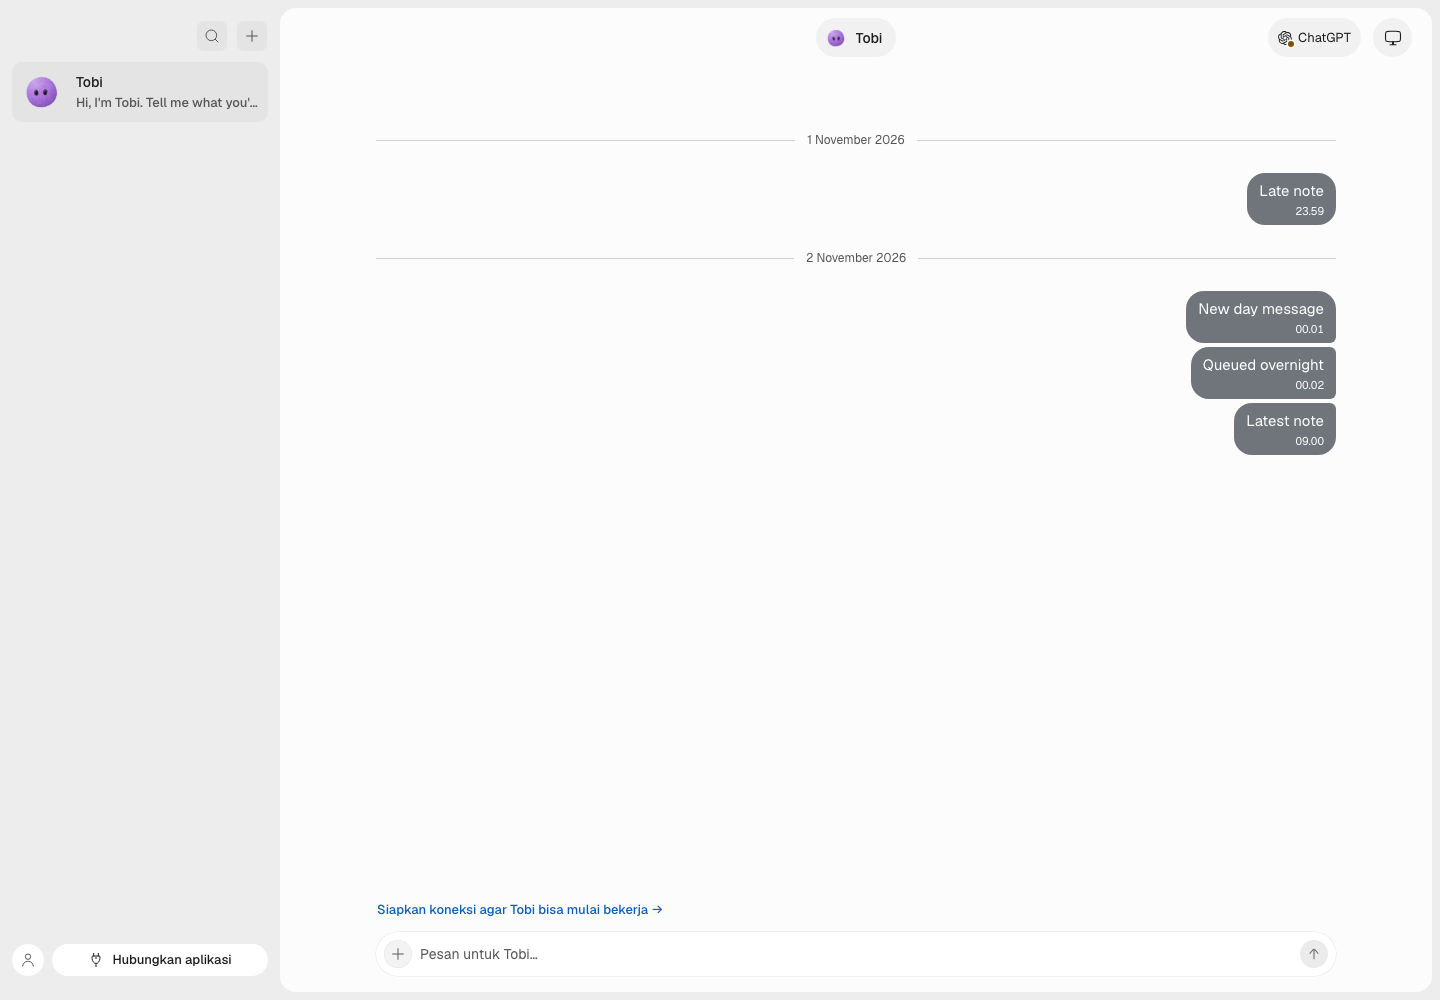 Tobi
Hi, I'm Tobi. Tell me what you'...
Tobi
ChatGPT
1 November 2026
Late note
23.59
2 November 2026
New day message
00.01
Queued overnight
00.02
Latest note
09.00
Siapkan koneksi agar Tobi bisa mulai bekerja →
Pesan untuk Tobi...
Hubungkan aplikasi